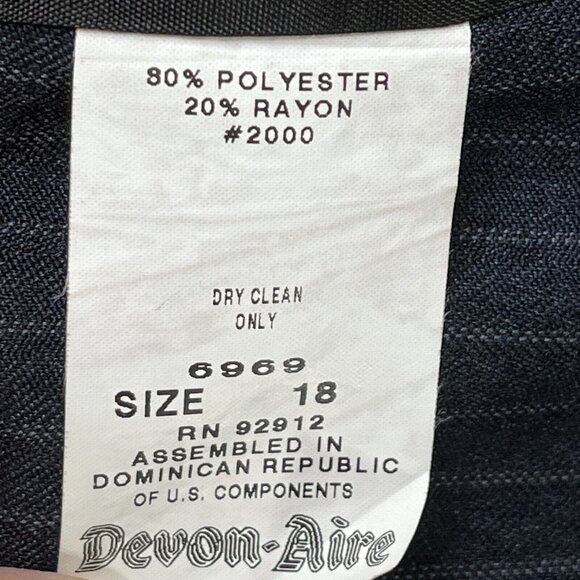 80% POLYESTER
20% RAYON
#2000
DRY CLEAN
ONLY
6969
SIZE 18
RN 92912
ASSEMBLED IN
DOMINICAN REPUBLIC
OF U.S. COMPONENTS
Devon-Aire